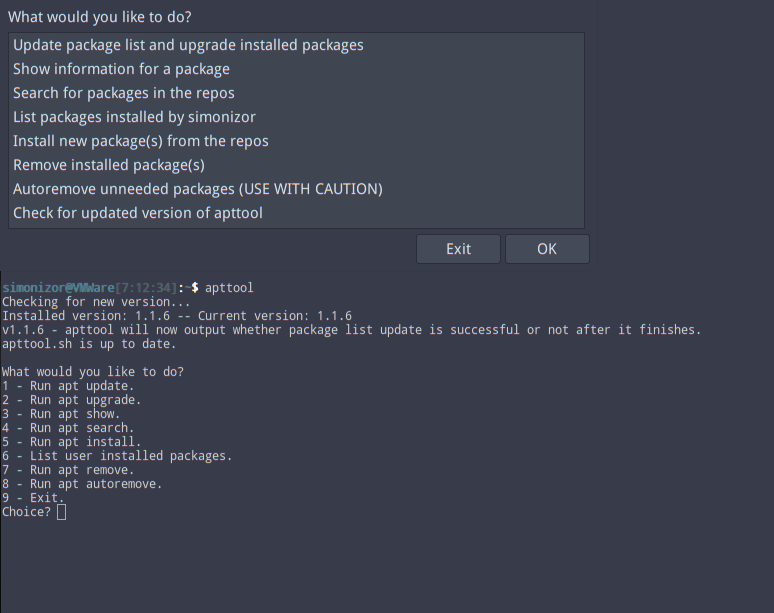 What would you like to do?
Update package list and upgrade installed packages
Show information for a package
Search for packages in the repos
List packages installed by simonizor
Install new package(s) from the repos
Remove installed package(s)
Autoremove unneeded packages (USE WITH CAUTION)
Check for updated version of apttool
Exit OK
simonizor@VMWare[7:12:34]:~$ apttool
Checking for new version...
Installed version: 1.1.6 -- Current version: 1.1.6
v1.1.6 - apttool will now output whether package list update is successful or not after it finishes.
apttool.sh is up to date.
What would you like to do?
1 - Run apt update.
2 - Run apt upgrade.
3 - Run apt show.
4 - Run apt search.
5 - Run apt install.
6 - List user installed packages.
7 - Run apt remove.
8 - Run apt autoremove.
9 - Exit.
Choice?